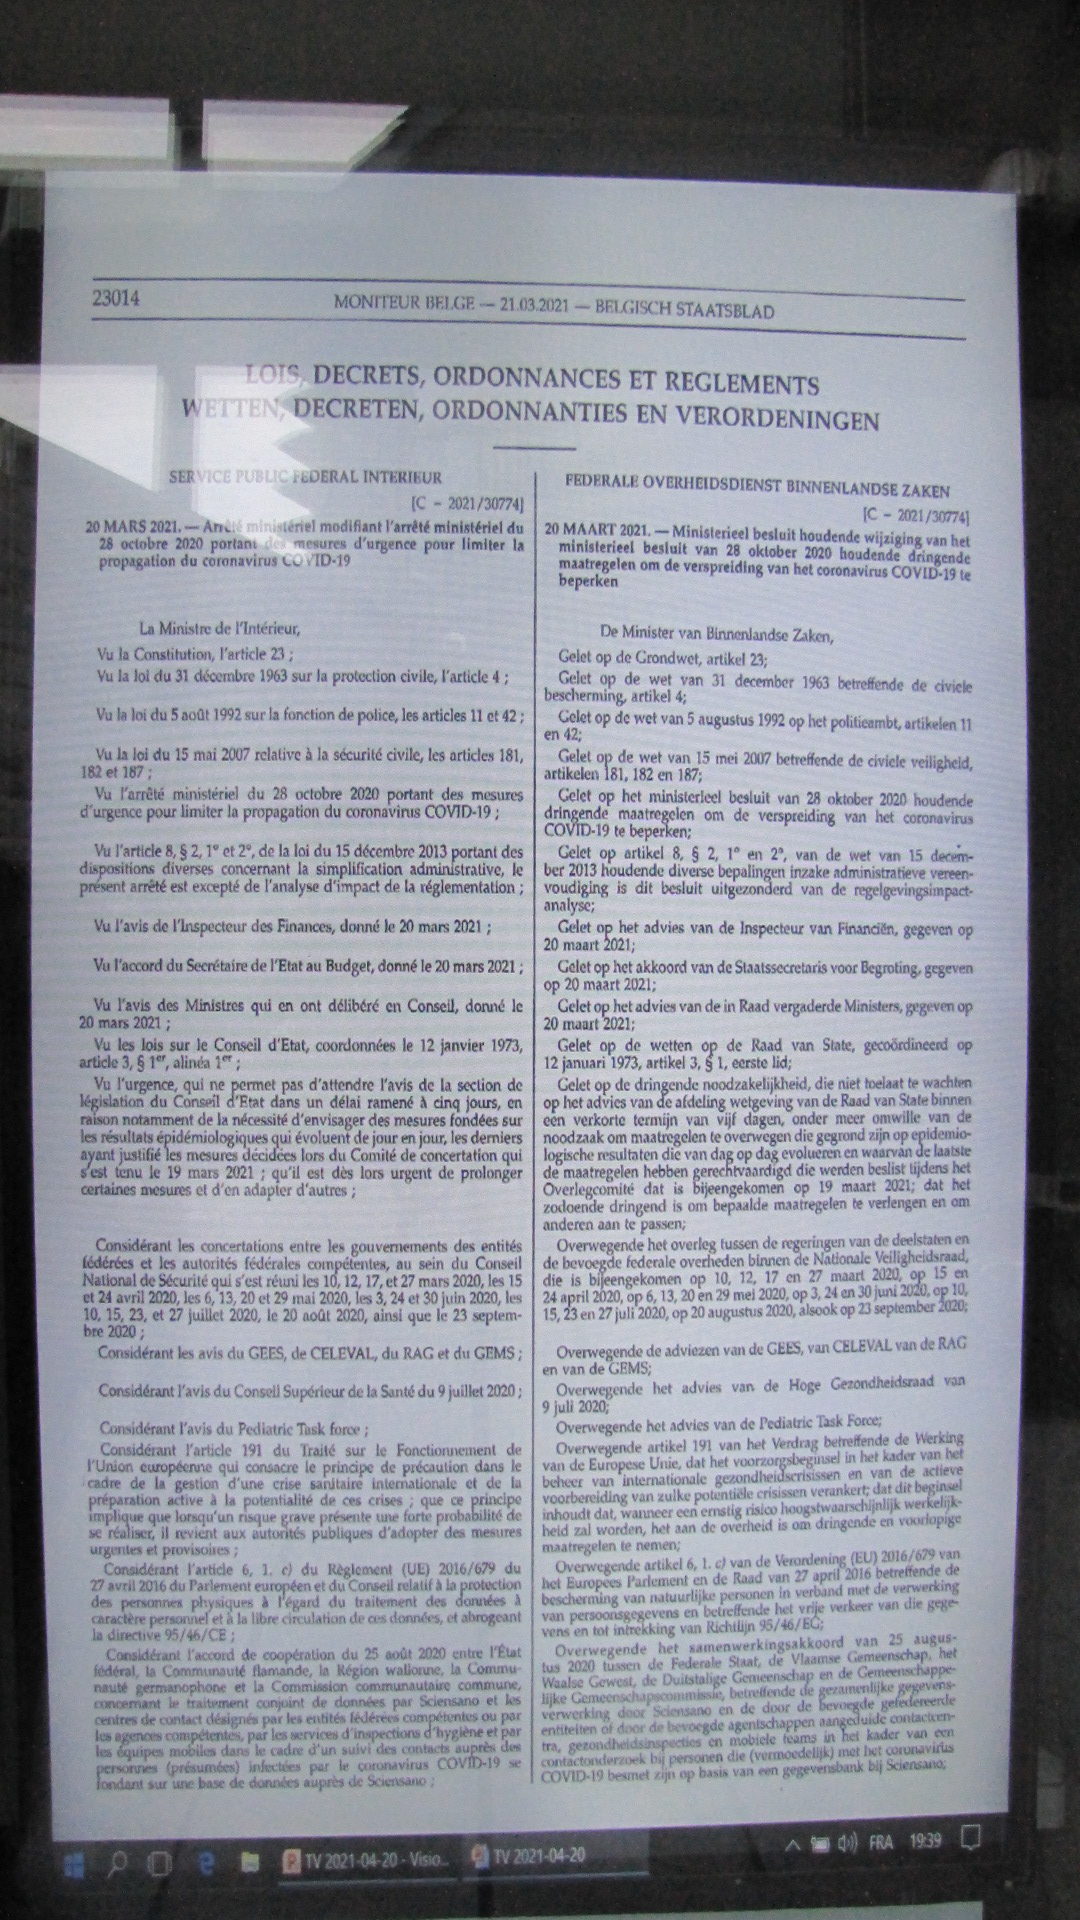 23014
MONITEUR BELGE — 21.03.2021 — BELGISCH STAATSBLAD
LOIS, DECRETS, ORDONNANCES ET REGLEMENTS
WETTEN, DECRETEN, ORDONNANTIES EN VERORDENINGEN
SERVICE PUBLIC FEDERAL INTERIEUR
[C – 2021/30774]
20 MARS 2021. — Arrêté ministériel modifiant l'arrêté ministériel du
28 octobre 2020 portant des mesures d'urgence pour limiter la
propagation du coronavirus COVID-19
La Ministre de l'Intérieur,
Vu la Constitution, l'article 23 ;
Vu la loi du 31 décembre 1963 sur la protection civile, l'article 4 ;
Vu la loi du 5 août 1992 sur la fonction de police, les articles 11 et 42 ;
Vu la loi du 15 mai 2007 relative à la sécurité civile, les articles 181,
182 et 187 ;
Vu l'arrêté ministériel du 28 octobre 2020 portant des mesures
d'urgence pour limiter la propagation du coronavirus COVID-19 ;
Vu l'article 8, § 2, 1° et 2°, de la loi du 15 décembre 2013 portant des
dispositions diverses concernant la simplification administrative, le
présent arrêté est excepté de l'analyse d'impact de la réglementation ;
Vu l'avis de l'Inspecteur des Finances, donné le 20 mars 2021 ;
Vu l'accord du Secrétaire de l'Etat au Budget, donné le 20 mars 2021 ;
Vu l'avis des Ministres qui en ont délibéré en Conseil, donné le
20 mars 2021 ;
Vu les lois sur le Conseil d'Etat, coordonnées le 12 janvier 1973,
article 3, § 1er, alinéa 1er ;
Vu l'urgence, qui ne permet pas d'attendre l'avis de la section de
législation du Conseil d'Etat dans un délai ramené à cinq jours, en
raison notamment de la nécessité d'envisager des mesures fondées sur
les résultats épidémiologiques qui évoluent de jour en jour, les derniers
ayant justifié les mesures décidées lors du Comité de concertation qui
s'est tenu le 19 mars 2021 ; qu'il est dès lors urgent de prolonger
certaines mesures et d'en adapter d'autres ;
Considérant les concertations entre les gouvernements des entités
fédérées et les autorités fédérales compétentes, au sein du Conseil
National de Sécurité qui s'est réuni les 10, 12, 17, et 27 mars 2020, les 15
et 24 avril 2020, les 6, 13, 20 et 29 mai 2020, les 3, 24 et 30 juin 2020, les
10, 15, 23, et 27 juillet 2020, le 20 août 2020, ainsi que le 23 septem-
bre 2020 ;
Considérant les avis du GEES, de CELEVAL, du RAG et du GEMS ;
Considérant l'avis du Conseil Supérieur de la Santé du 9 juillet 2020 ;
Considérant l'avis du Pediatric Task force ;
Considérant l'article 191 du Traité sur le Fonctionnement de
l'Union européenne qui consacre le principe de précaution dans le
cadre de la gestion d'une crise sanitaire internationale et de la
préparation active à la potentialité de ces crises ; que ce principe
implique que lorsqu'un risque grave présente une forte probabilité de
se réaliser, il revient aux autorités publiques d'adopter des mesures
urgentes et provisoires ;
Considérant l'article 6, 1. c) du Règlement (UE) 2016/679 du
27 avril 2016 du Parlement européen et du Conseil relatif à la protection
des personnes physiques à l'égard du traitement des données à
caractère personnel et à la libre circulation de ces données, et abrogeant
la directive 95/46/CE ;
Considérant l'accord de coopération du 25 août 2020 entre l'État
fédéral, la Communauté flamande, la Région wallonne, la Commu-
nauté germanophone et la Commission communautaire commune,
concernant le traitement conjoint de données par Sciensano et les
centres de contact désignés par les entités fédérées compétentes ou par
les agences compétentes, par les services d'inspections d'hygiène et par
les équipes mobiles dans le cadre d'un suivi des contacts auprès des
personnes (présumées) infectées par le coronavirus COVID-19 se
fondant sur une base de données auprès de Sciensano ;
FEDERALE OVERHEIDSDIENST BINNENLANDSE ZAKEN
[C – 2021/30774]
20 MAART 2021. — Ministerieel besluit houdende wijziging van het
ministerieel besluit van 28 oktober 2020 houdende dringende
maatregelen om de verspreiding van het coronavirus COVID-19 te
beperken
De Minister van Binnenlandse Zaken,
Gelet op de Grondwet, artikel 23;
Gelet op de wet van 31 december 1963 betreffende de civiele
bescherming, artikel 4;
Gelet op de wet van 5 augustus 1992 op het politieambt, artikelen 11
en 42;
Gelet op de wet van 15 mei 2007 betreffende de civiele veiligheid,
artikelen 181, 182 en 187;
Gelet op het ministerieel besluit van 28 oktober 2020 houdende
dringende maatregelen om de verspreiding van het coronavirus
COVID-19 te beperken;
Gelet op artikel 8, § 2, 1° en 2°, van de wet van 15 decem-
ber 2013 houdende diverse bepalingen inzake administratieve vereen-
voudiging is dit besluit uitgezonderd van de regelgevingsimpact-
analyse;
Gelet op het advies van de Inspecteur van Financiën, gegeven op
20 maart 2021;
Gelet op het akkoord van de Staatssecretaris voor Begroting, gegeven
op 20 maart 2021;
Gelet op het advies van de in Raad vergaderde Ministers, gegeven op
20 maart 2021;
Gelet op de wetten op de Raad van State, gecoördineerd op
12 januari 1973, artikel 3, § 1, eerste lid;
Gelet op de dringende noodzakelijkheid, die niet toelaat te wachten
op het advies van de afdeling wetgeving van de Raad van State binnen
een verkorte termijn van vijf dagen, onder meer omwille van de
noodzaak om maatregelen te overwegen die gegrond zijn op epidemio-
logische resultaten die van dag op dag evolueren en waarvan de laatste
de maatregelen hebben gerechtvaardigd die werden beslist tijdens het
Overlegcomité dat is bijeengekomen op 19 maart 2021; dat het
zodoende dringend is om bepaalde maatregelen te verlengen en om
anderen aan te passen;
Overwegende het overleg tussen de regeringen van de deelstaten en
de bevoegde federale overheden binnen de Nationale Veiligheidsraad,
die is bijeengekomen op 10, 12, 17 en 27 maart 2020, op 15 en
24 april 2020, op 6, 13, 20 en 29 mei 2020, op 3, 24 en 30 juni 2020, op 10,
15, 23 en 27 juli 2020, op 20 augustus 2020, alsook op 23 september 2020;
Overwegende de adviezen van de GEES, van CELEVAL van de RAG
en van de GEMS;
Overwegende het advies van de Hoge Gezondheidsraad van
9 juli 2020;
Overwegende het advies van de Pediatric Task Force;
Overwegende artikel 191 van het Verdrag betreffende de Werking
van de Europese Unie, dat het voorzorgsbeginsel in het kader van het
beheer van internationale gezondheidscrisissen en van de actieve
voorbereiding van zulke potentiële crisissen verankert; dat dit beginsel
inhoudt dat, wanneer een ernstig risico hoogstwaarschijnlijk werkelijk-
heid zal worden, het aan de overheid is om dringende en voorlopige
maatregelen te nemen;
Overwegende artikel 6, 1. c) van de Verordening (EU) 2016/679 van
het Europees Parlement en de Raad van 27 april 2016 betreffende de
bescherming van natuurlijke personen in verband met de verwerking
van persoonsgegevens en betreffende het vrije verkeer van die gege-
vens en tot intrekking van Richtlijn 95/46/EG;
Overwegende het samenwerkingsakkoord van 25 augus-
tus 2020 tussen de Federale Staat, de Vlaamse Gemeenschap, het
Waalse Gewest, de Duitstalige Gemeenschap en de Gemeenschappe-
lijke Gemeenschapscommissie, betreffende de gezamenlijke gegevens-
verwerking door Sciensano en de door de bevoegde gefedereerde
entiteiten of door de bevoegde agentschappen aangeduide contactcen-
tra, gezondheidsinspecties en mobiele teams in het kader van een
contactonderzoek bij personen die (vermoedelijk) met het coronavirus
COVID-19 besmet zijn op basis van een gegevensbank bij Sciensano;
TV 2021-04-20 - Visio...
TV 2021-04-20
FRA
19:39